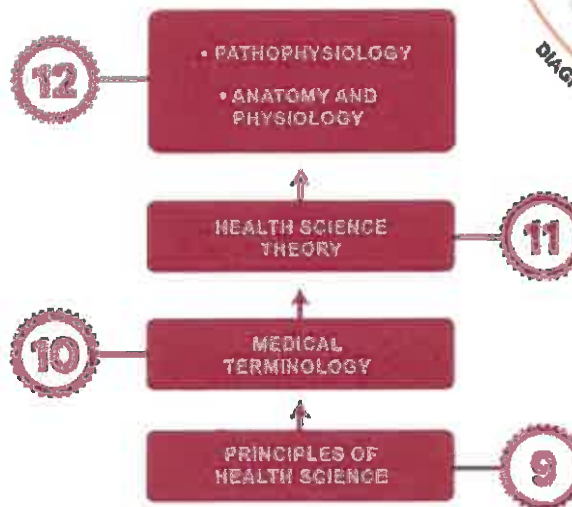 12
• PATHOPHYSIOLOGY
• ANATOMY AND
PHYSIOLOGY
HEALTH SCIENCE
THEORY
11
10
MEDICAL
TERMINOLOGY
PRINCIPLES OF
HEALTH SCIENCE
9